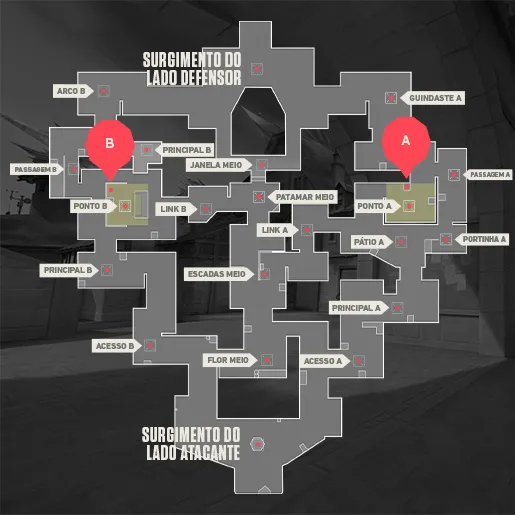 SURGIMENTO DO
LADO DEFENSOR
ARCO B
GUINDASTE A
B
A
PRINCIPAL B
JANELA MEIO
PASSAGEM B
PASSAGEM A
PATAMAR MEIO
PONTO B
LINK B
PONTO A
LINK A
PÁTIO A
PORTINHA A
PRINCIPAL B
ESCADAS MEIO
PRINCIPAL A
ACESSO B
FLOR MEIO
ACESSO A
SURGIMENTO DO
LADO ATACANTE